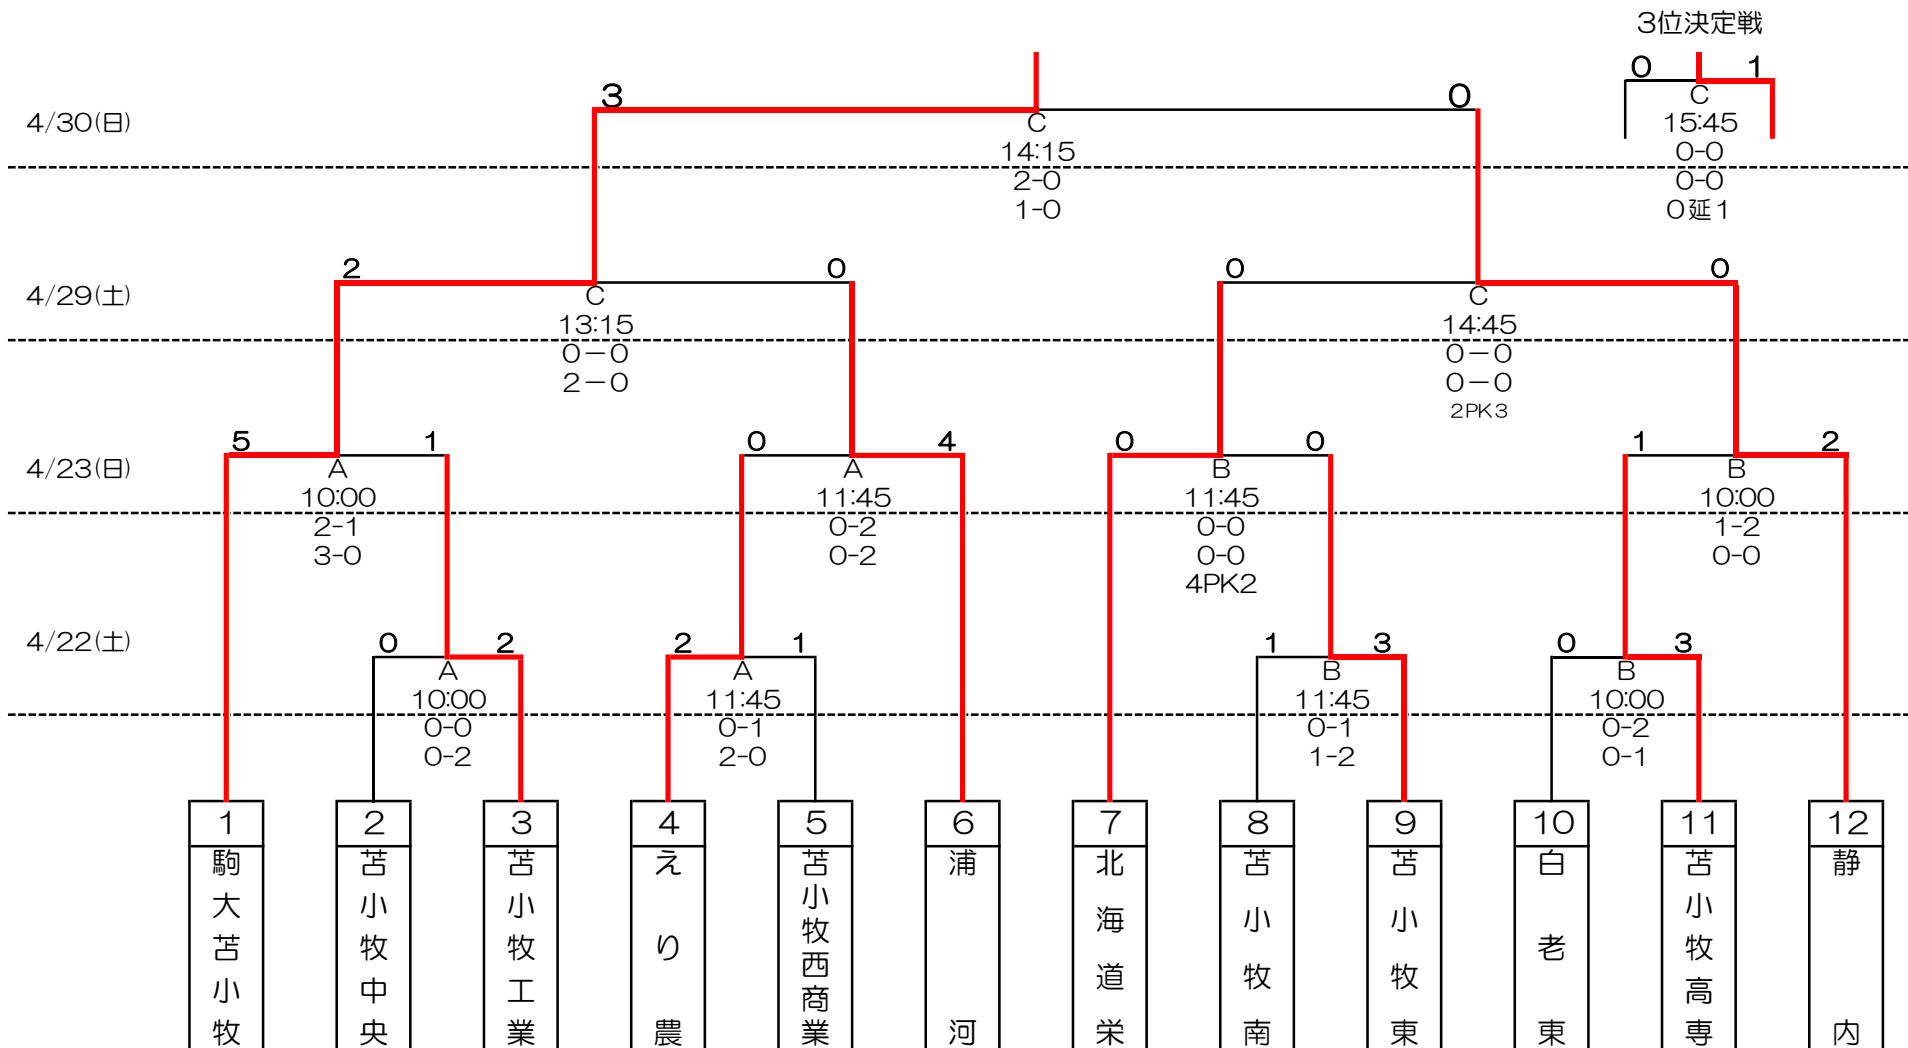 3位決定戦
0 1
C
15:45
0-0
0-0
0延1
4/30(日)
3 0
C
14:15
2-0
1-0
4/29(土)
2 0
C
13:15
0－0
2－0
0 0
C
14:45
0－0
0－0
2PK3
4/23(日)
5 1
A
10:00
2-1
3-0
0 4
A
11:45
0-2
0-2
0 0
B
11:45
0-0
0-0
4PK2
1 2
B
10:00
1-2
0-0
4/22(土)
0 2
A
10:00
0-0
0-2
2 1
A
11:45
0-1
2-0
1 3
B
11:45
0-1
1-2
0 3
B
10:00
0-2
0-1
1
駒大苫小牧
2
苫小牧中央
3
苫小牧工業
4
えり農
5
苫小牧西商業
6
浦河
7
北海道栄
8
苫小牧南
9
苫小牧東
10
白老東
11
苫小牧高専
12
静内